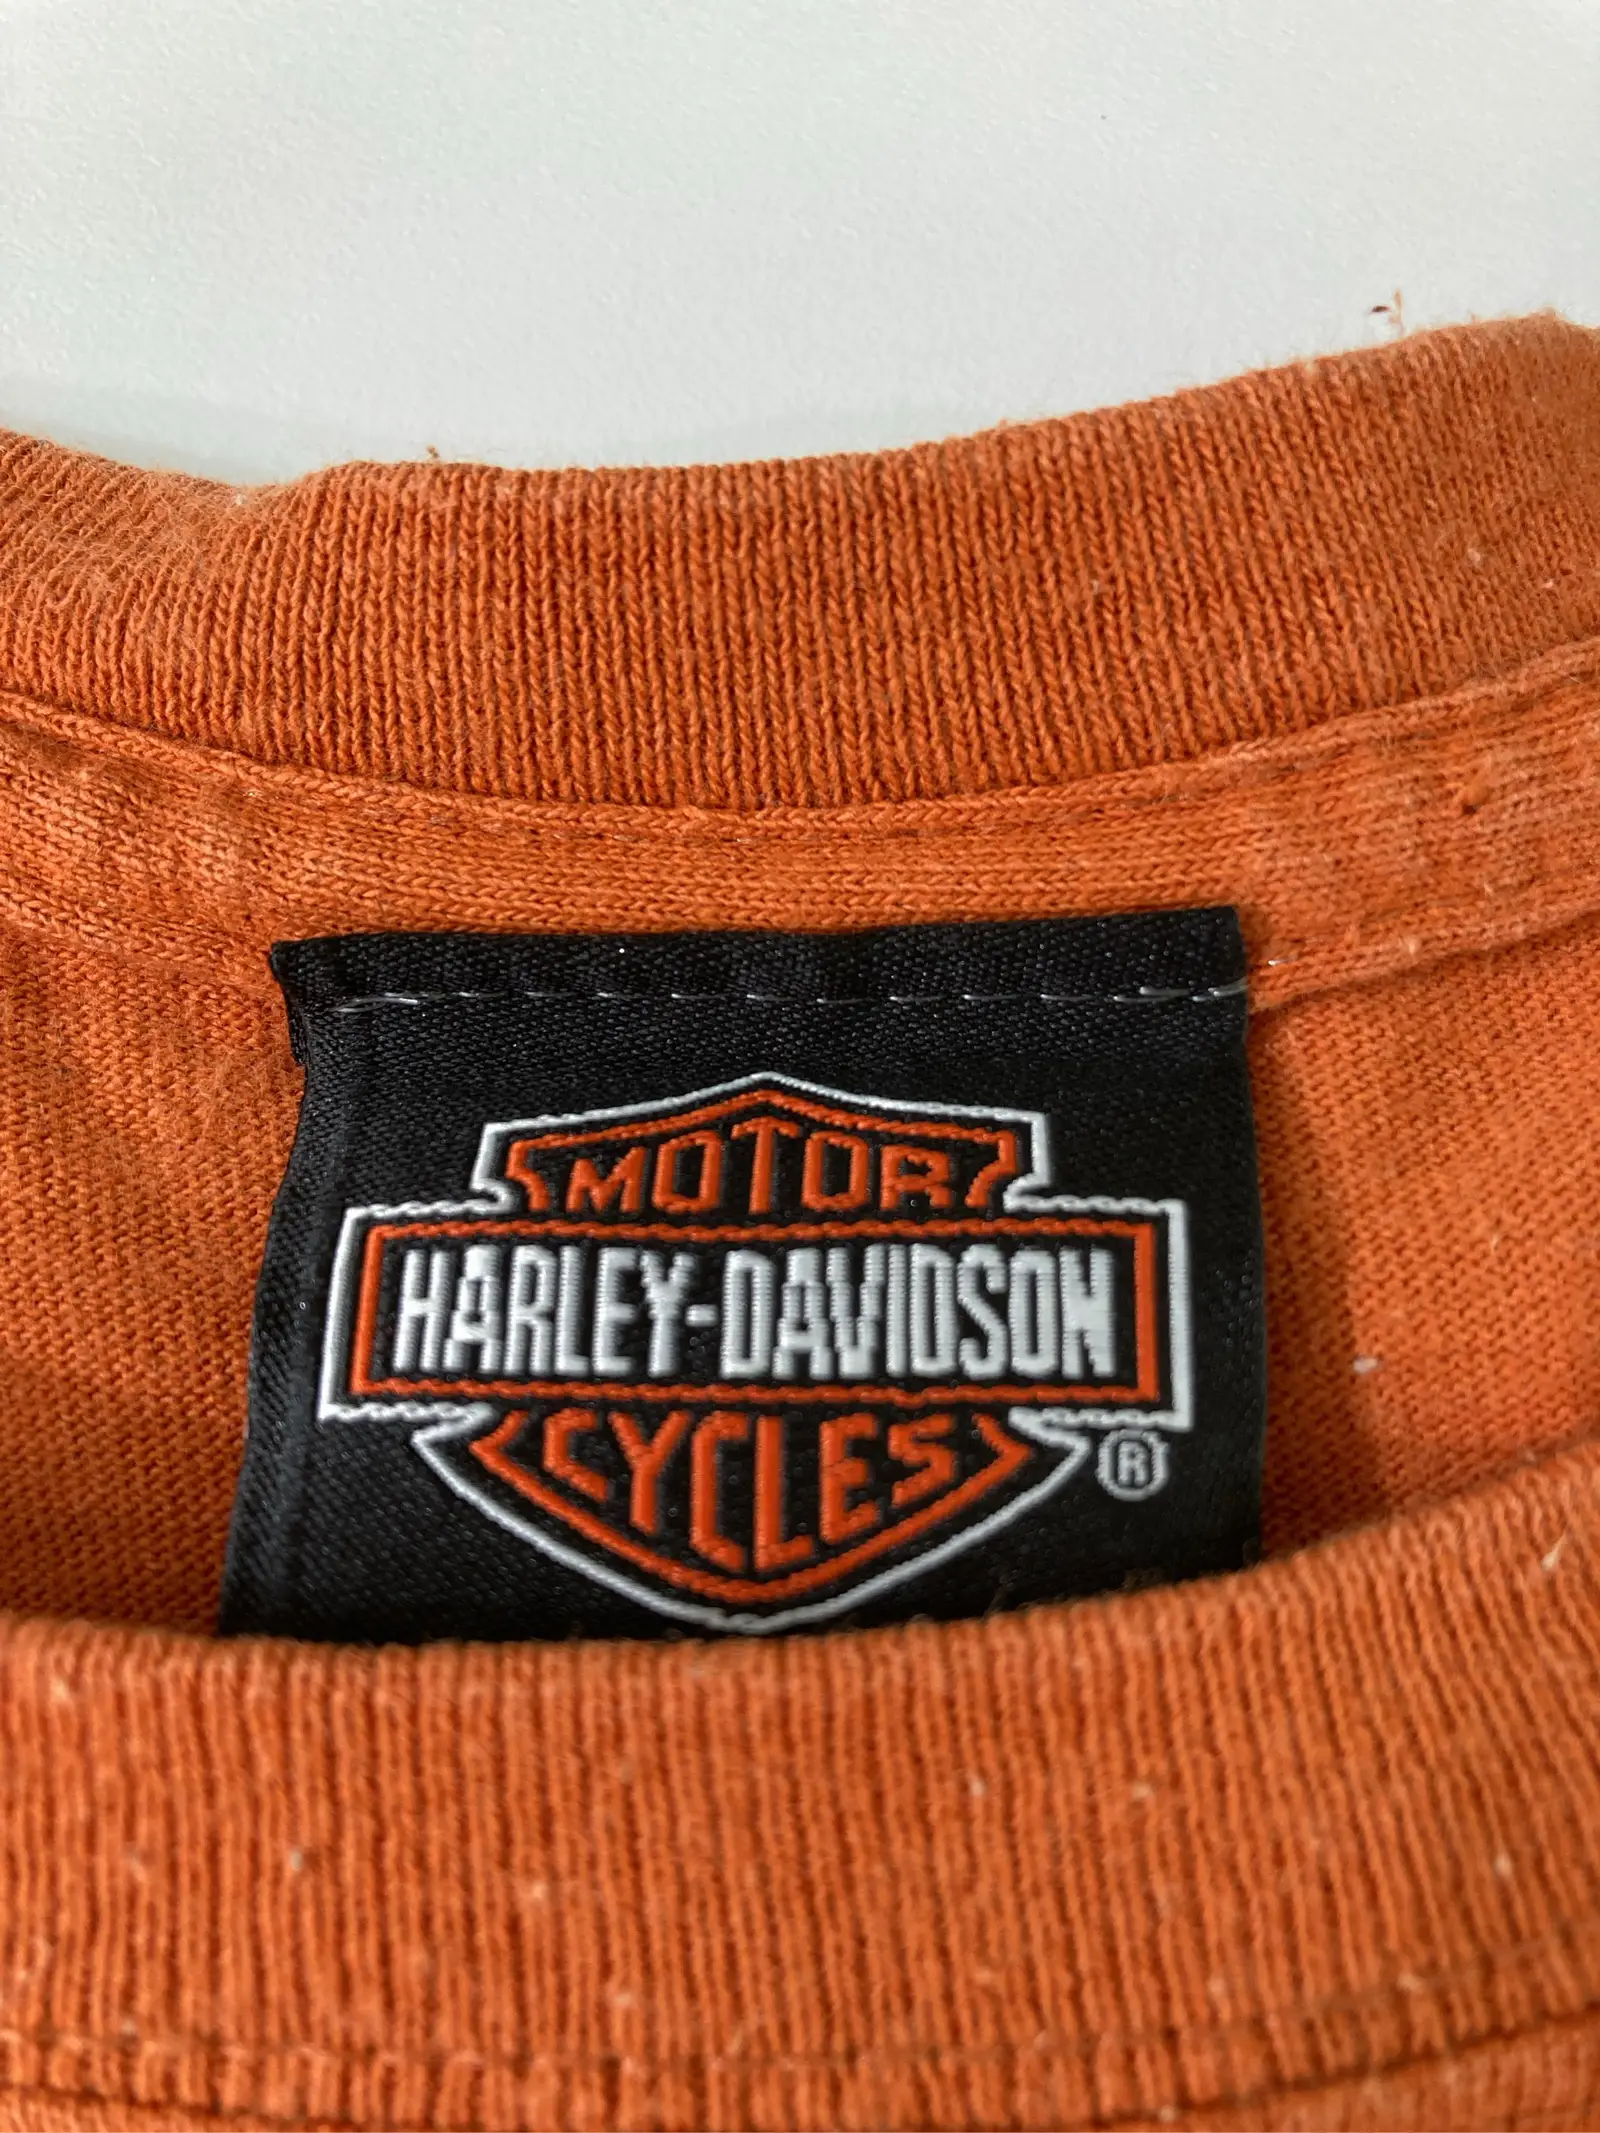 MOTOR
HARLEY-DAVIDSON
CYCLES
®